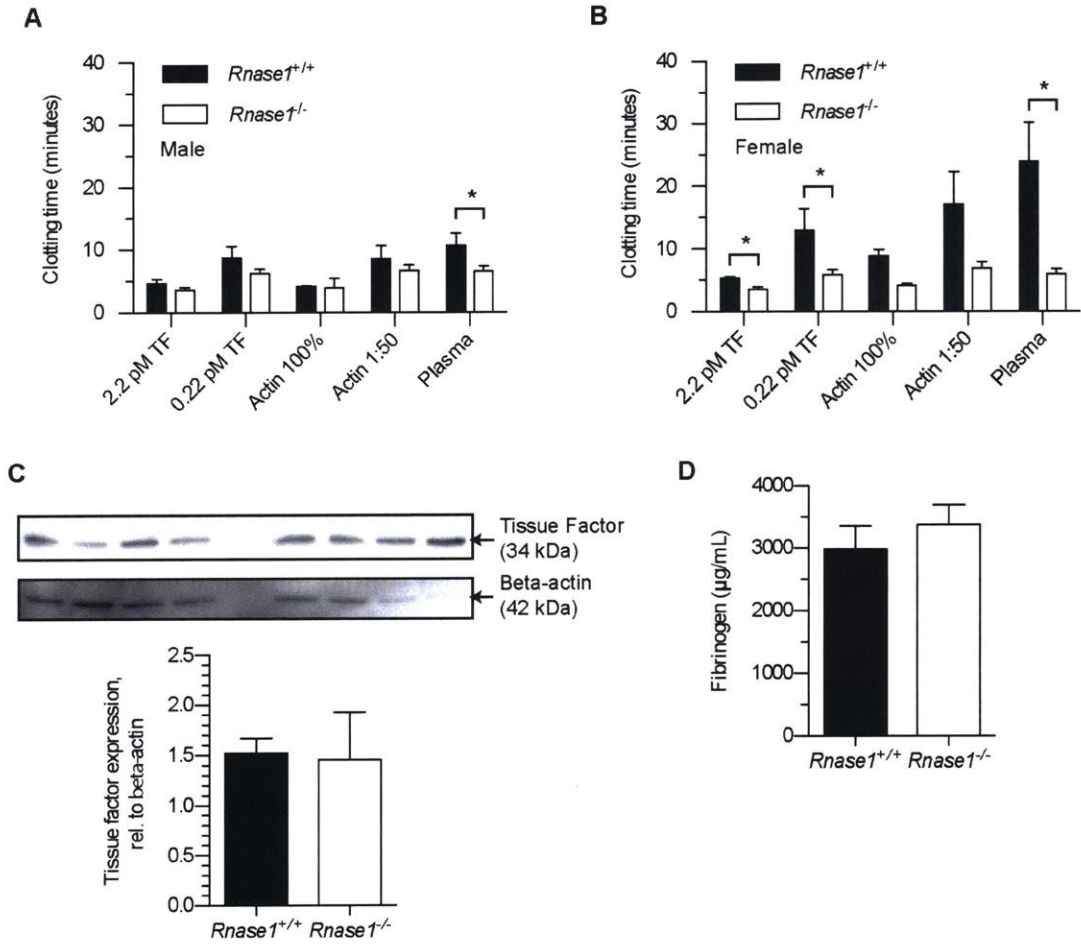 A
40
30
20
10
0
Clotting time (minutes)
Rnase1+/+
Rnase1-/-
Male
*
2.2 pM TF
0.22 pM TF
Actin 100%
Actin 1:50
Plasma
B
40
30
20
10
0
Clotting time (minutes)
Rnase1+/+
Rnase1-/-
Female
*
*
*
2.2 pM TF
0.22 pM TF
Actin 100%
Actin 1:50
Plasma
C
Tissue Factor
(34 kDa)
Beta-actin
(42 kDa)
2.5
2.0
1.5
1.0
0.5
0.0
Tissue factor expression,
rel. to beta-actin
Rnase1+/+
Rnase1-/-
D
4000
3000
2000
1000
0
Fibrinogen (µg/mL)
Rnase1+/+
Rnase1-/-